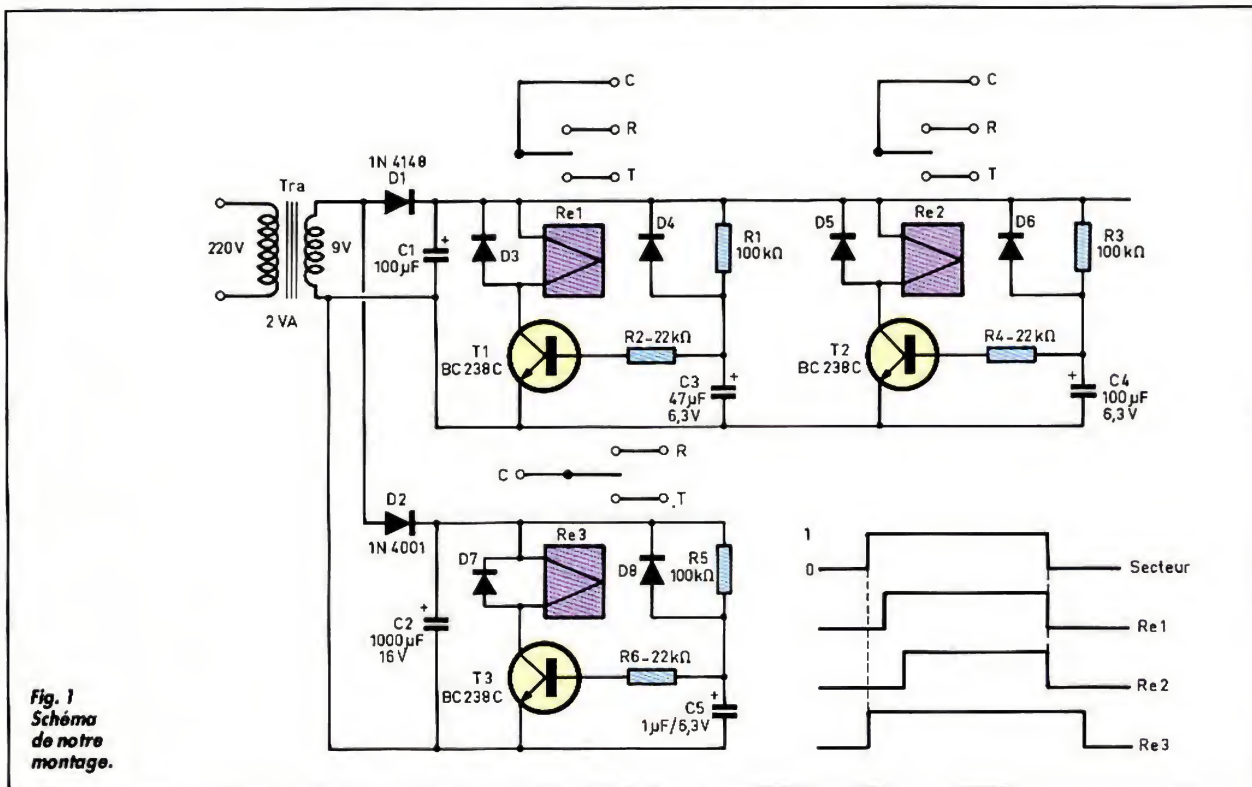 C
R
T
C
R
T
1N 4148
D1
Tra
220V
9V
2 VA
C1
100µF
+
D3
Re1
D4
R1
100kΩ
D5
Re2
D6
R3
100kΩ
T1
BC 238C
R2-22kΩ
+
C3
47µF
6,3V
T2
BC 238C
R4-22kΩ
+
C4
100µF
6,3V
C
R
.T
D2
1N 4001
D7
Re3
D8
R5
100kΩ
+
C2
1000µF
16V
T3
BC238C
R6-22kΩ
+
C5
1µF/6,3V
1
0
Secteur
Re1
Re2
Re3
Fig. 1
Schéma
de notre
montage.